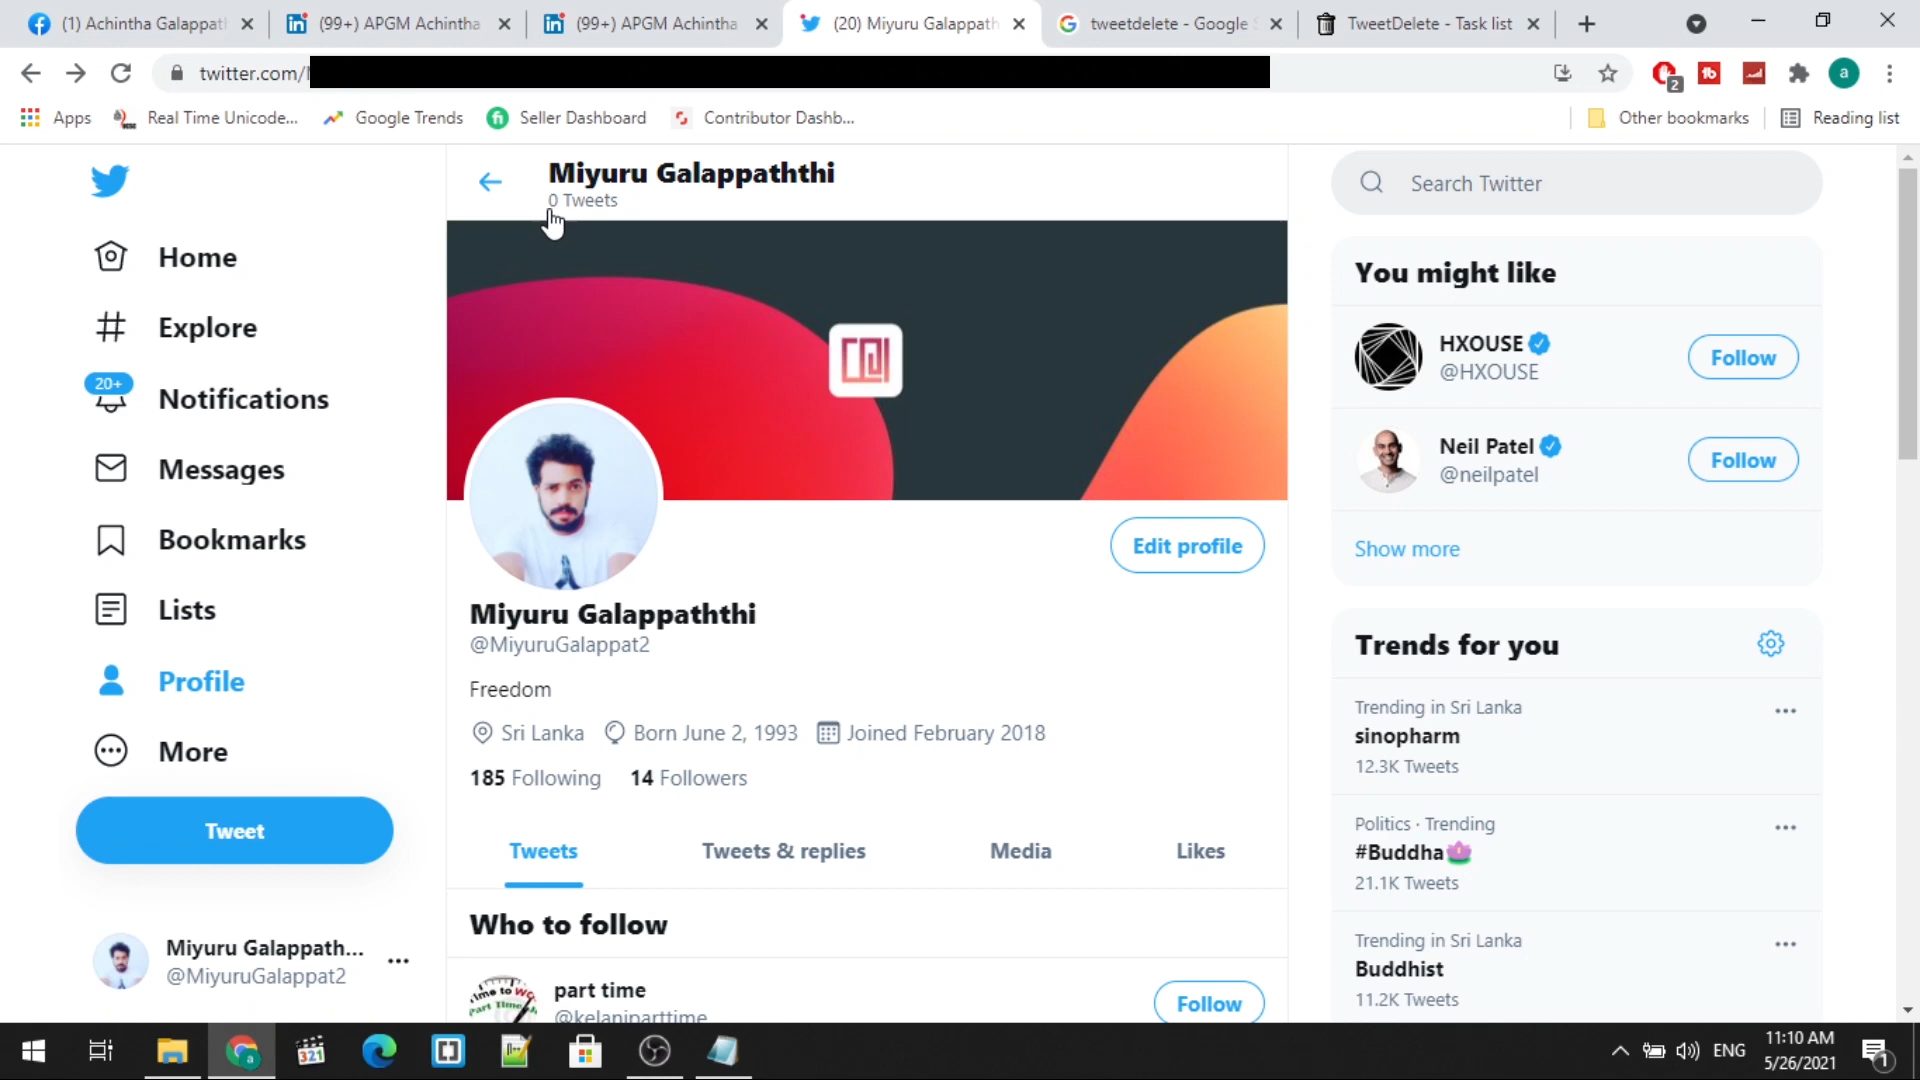 (1) Achintha Galappat
(99+) APGM Achintha
(99+) APGM Achintha
(20) Miyuru Galappath
tweetdelete - Google S
TweetDelete - Task list
twitter.com/
2
a
Apps
Real Time Unicode...
Google Trends
Seller Dashboard
Contributor Dashb...
Other bookmarks
Reading list
Miyuru Galappaththi
0 Tweets
Search Twitter
Home
Explore
20+
Notifications
Messages
Bookmarks
Lists
Profile
More
Tweet
Miyuru Galappath...
@MiyuruGalappat2
Edit profile
Miyuru Galappaththi
@MiyuruGalappat2
Freedom
Sri Lanka
Born June 2, 1993
Joined February 2018
185 Following
14 Followers
Tweets
Tweets & replies
Media
Likes
Who to follow
part time
@kelaniparttime
Follow
You might like
HXOUSE
@HXOUSE
Follow
Neil Patel
@neilpatel
Follow
Show more
Trends for you
Trending in Sri Lanka
sinopharm
12.3K Tweets
Politics · Trending
#Buddha
21.1K Tweets
Trending in Sri Lanka
Buddhist
11.2K Tweets
321
ENG
11:10 AM
5/26/2021
1